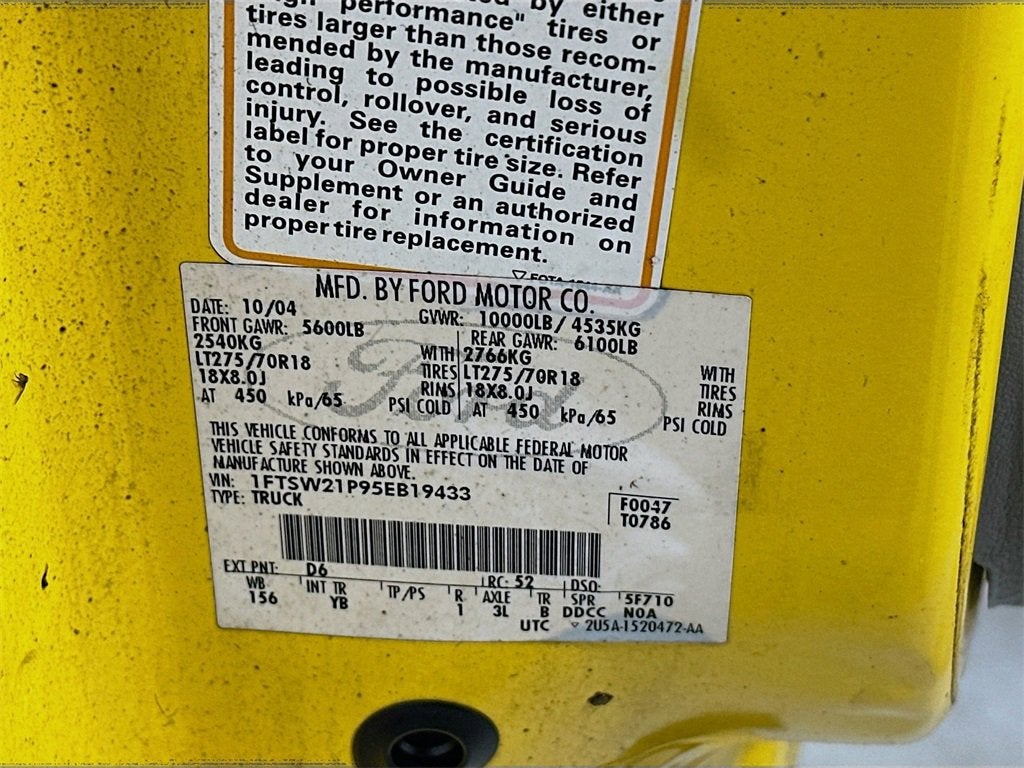 by either
performance" tires or
tires larger than those recom-
mended by the manufacturer,
leading to possible loss of
control, rollover, and serious
injury. See the certification
label for proper tire size. Refer
to your Owner Guide and
Supplement or an authorized
dealer for information on
proper tire replacement.
MFD. BY FORD MOTOR CO.
DATE: 10/04 GVWR: 10000LB / 4535KG
FRONT GAWR: 5600LB REAR GAWR: 6100LB
2540KG WITH 2766KG WITH
LT275/70R18 TIRES LT275/70R18 TIRES
18X8.0J RIMS 18X8.0J RIMS
AT 450 kPa/65 PSI COLD AT 450 kPa/65 PSI COLD
Ford
THIS VEHICLE CONFORMS TO ALL APPLICABLE FEDERAL MOTOR
VEHICLE SAFETY STANDARDS IN EFFECT ON THE DATE OF
MANUFACTURE SHOWN ABOVE.
VIN: 1FTSW21P95EB19433
TYPE: TRUCK
F0047
T0786
EXT PNT: D6 RC: 52 DSO:
WB INT TR TP/PS R AXLE TR SPR 5F710
156 YB 1 3L B DDCC NOA
UTC ▽ 2U5A-1520472-AA